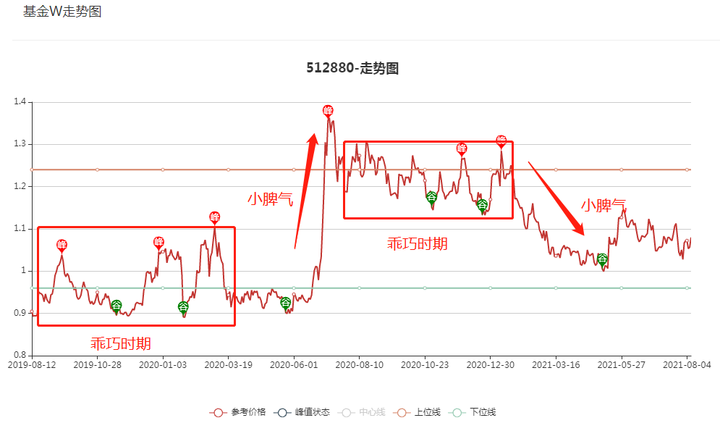 基金W走势图
512880-走势图
1.4
峰
1.3
峰
峰
1.2
小脾气
谷
谷
小脾气
峰
乖巧时期
1.1
峰
峰
1
谷
0.9
谷
谷
谷
乖巧时期
0.8
2019-08-12 2019-10-28 2020-01-03 2020-03-19 2020-06-01 2020-08-10 2020-10-23 2020-12-30 2021-03-16 2021-05-27 2021-08-04
参考价格 峰值状态 中心线 上位线 下位线